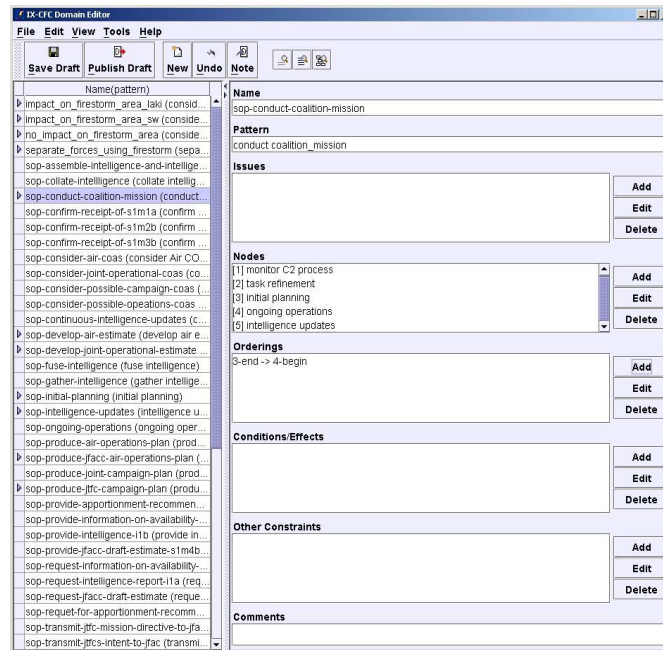 IX-CFC Domain Editor
File Edit View Tools Help
Save Draft Publish Draft New Undo Note
Name(pattern)
impact_on_firestorm_area_laki (consid...
impact_on_firestorm_area_sw (conside...
no_impact_on_firestorm_area (conside...
separate_forces_using_firestorm (sepa...
sop-assemble-intelligence-and-intellige...
sop-collate-intelligence (collate intellig...
sop-conduct-coalition-mission (conduct...
sop-confirm-receipt-of-s1m1a (confirm ...
sop-confirm-receipt-of-s1m2b (confirm ...
sop-confirm-receipt-of-s1m3b (confirm ...
sop-consider-air-coas (consider Air CO...
sop-consider-joint-operational-coas (co...
sop-consider-possible-campaign-coas (...
sop-consider-possible-opeations-coas ...
sop-continuous-intelligence-updates (c...
sop-develop-air-estimate (develop air e...
sop-develop-joint-operational-estimate ...
sop-fuse-intelligence (fuse intelligence)
sop-gather-intelligence (gather intellige...
sop-initial-planning (initial planning)
sop-intelligence-updates (intelligence u...
sop-ongoing-operations (ongoing oper...
sop-produce-air-operations-plan (prod...
sop-produce-jfacc-air-operations-plan (...
sop-produce-joint-campaign-plan (prod...
sop-produce-jtfc-campaign-plan (produ...
sop-provide-apportionment-recommen...
sop-provide-information-on-availability-...
sop-provide-intelligence-i1b (provide in...
sop-provide-jfacc-draft-estimate-s1m4b...
sop-request-information-on-availability-...
sop-request-intelligence-report-i1a (req...
sop-request-jfacc-draft-estimate (reque...
sop-requet-for-apportionment-recomm...
sop-transmit-jtfc-mission-directive-to-jfa...
sop-transmit-jtfcs-intent-to-jfac (transmi...
Name
sop-conduct-coalition-mission
Pattern
conduct coalition_mission
Issues
Add
Edit
Delete
Nodes
[1] monitor C2 process
[2] task refinement
[3] initial planning
[4] ongoing operations
[5] intelligence updates
Add
Edit
Delete
Orderings
3-end -> 4-begin
Add
Edit
Delete
Conditions/Effects
Add
Edit
Delete
Other Constraints
Add
Edit
Delete
Comments